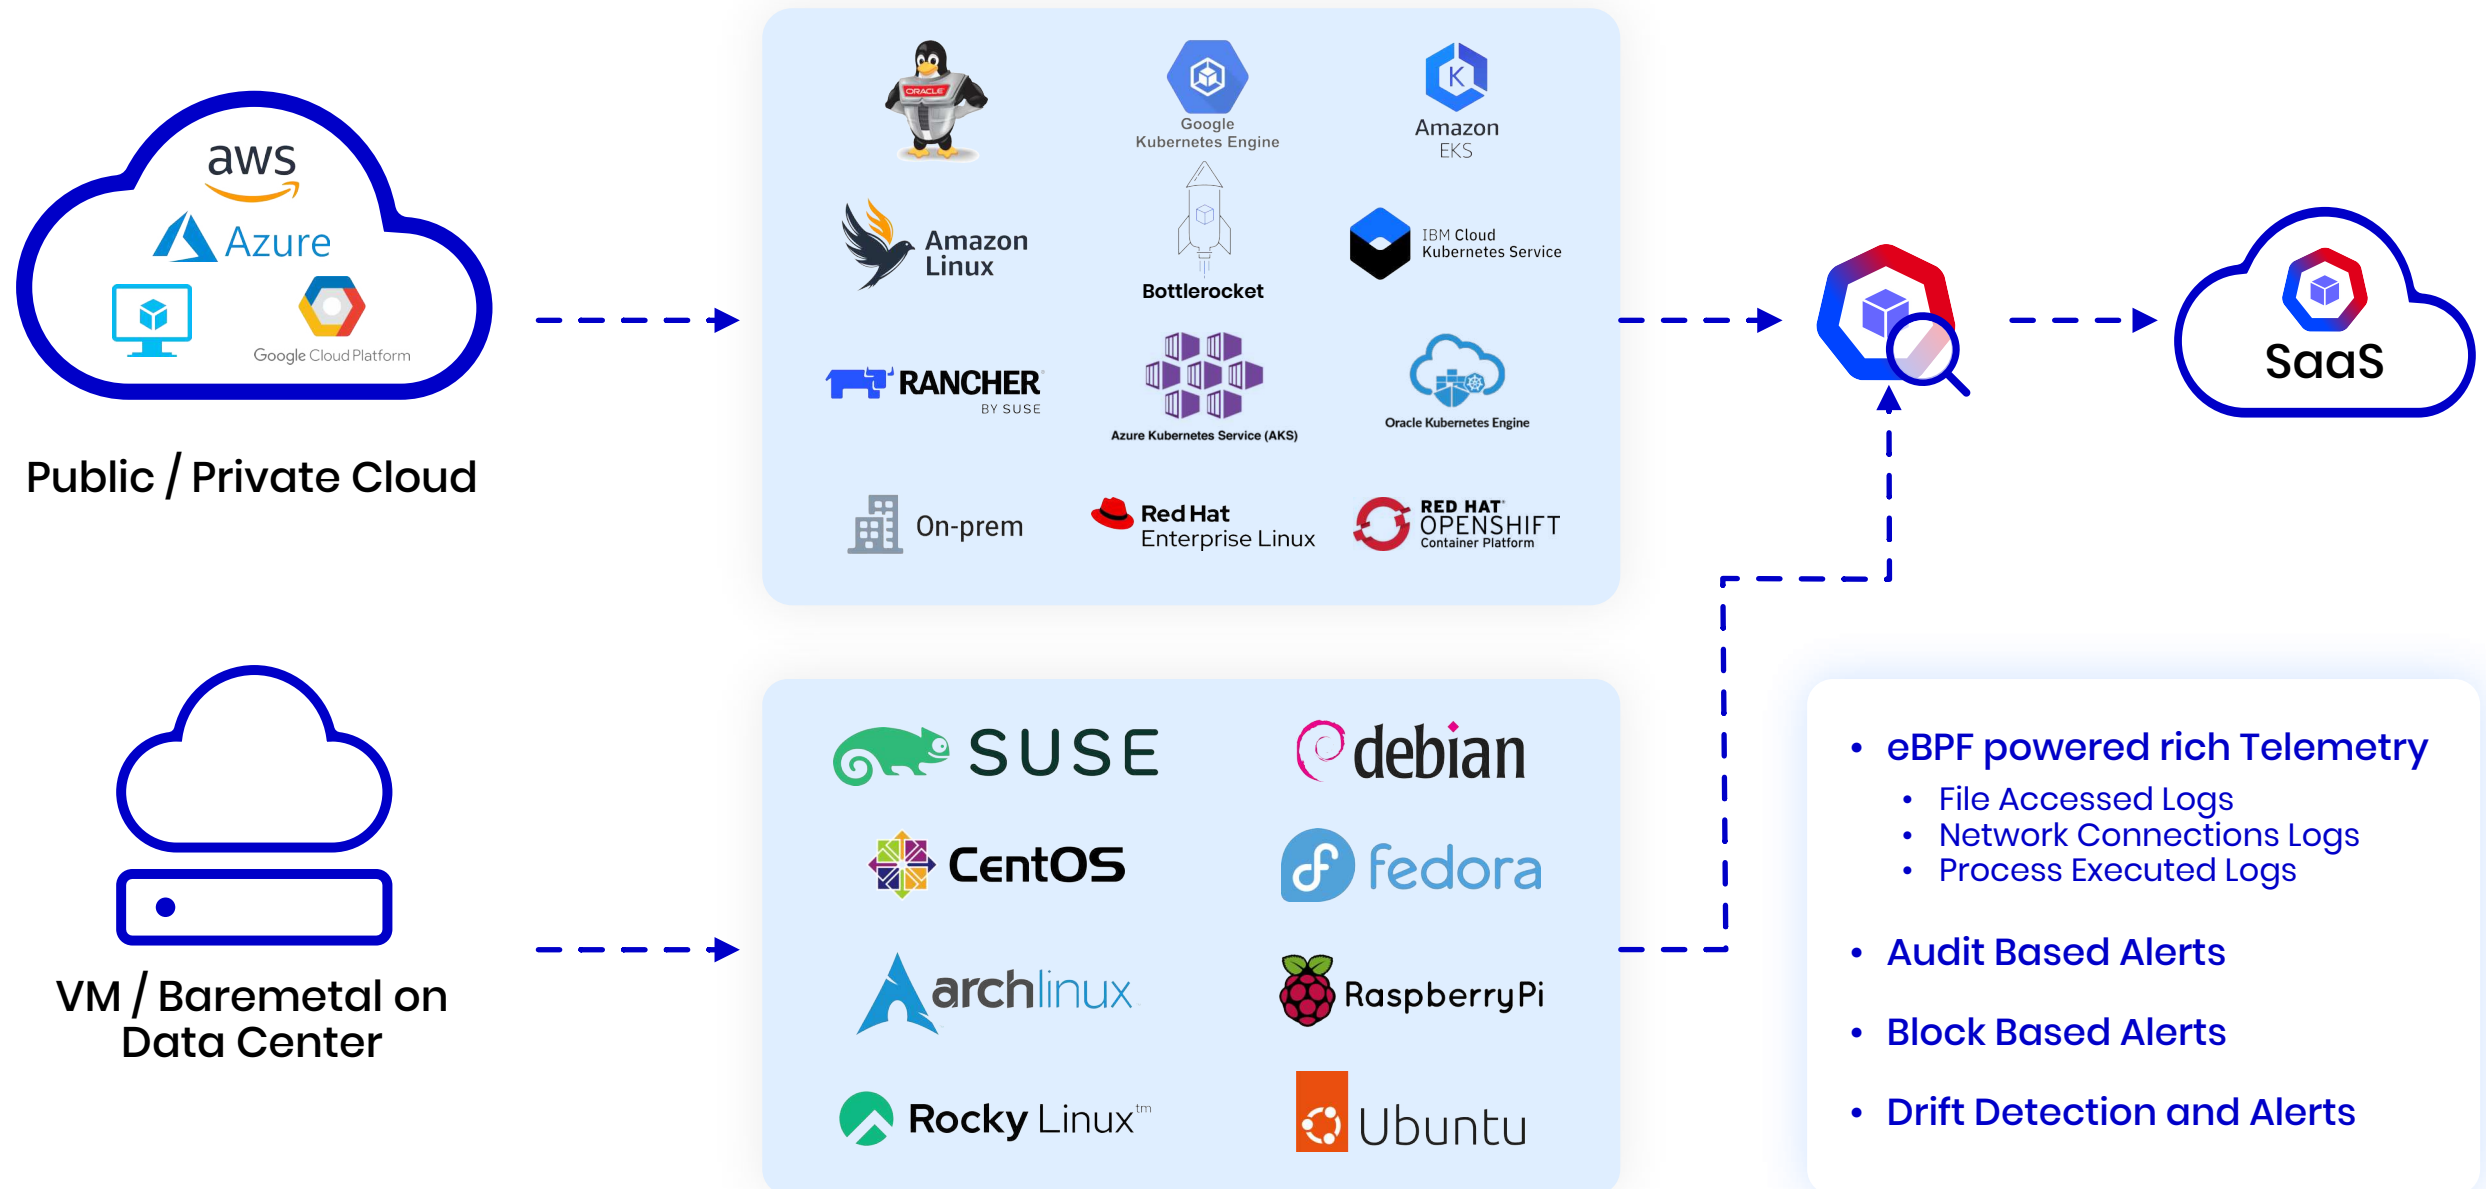 aws
Azure
Google Cloud Platform
Public / Private Cloud
ORACLE
Google
Kubernetes Engine
K
Amazon
EKS
Amazon
Linux
Bottlerocket
IBM Cloud
Kubernetes Service
RANCHER
BY SUSE
Azure Kubernetes Service (AKS)
Oracle Kubernetes Engine
On-prem
Red Hat
Enterprise Linux
RED HAT
OPENSHIFT
Container Platform
SaaS
VM / Baremetal on
Data Center
SUSE
debian
CentOS
fedora
archlinux
RaspberryPi
Rocky Linux™
Ubuntu
• eBPF powered rich Telemetry
• File Accessed Logs
• Network Connections Logs
• Process Executed Logs
• Audit Based Alerts
• Block Based Alerts
• Drift Detection and Alerts